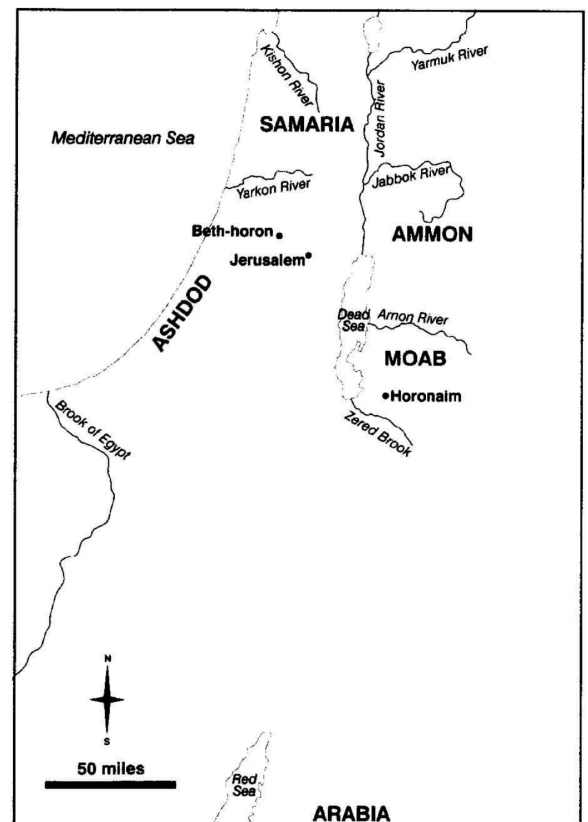 Kishon River
Yarmuk River
Mediterranean Sea
SAMARIA
Jordan River
Yarkon River
Jabbok River
Beth-horon
AMMON
Jerusalem
ASHDOD
Dead
Sea
Arnon River
MOAB
Horonaim
Brook of Egypt
Zered Brook
N
S
50 miles
Red
Sea
ARABIA